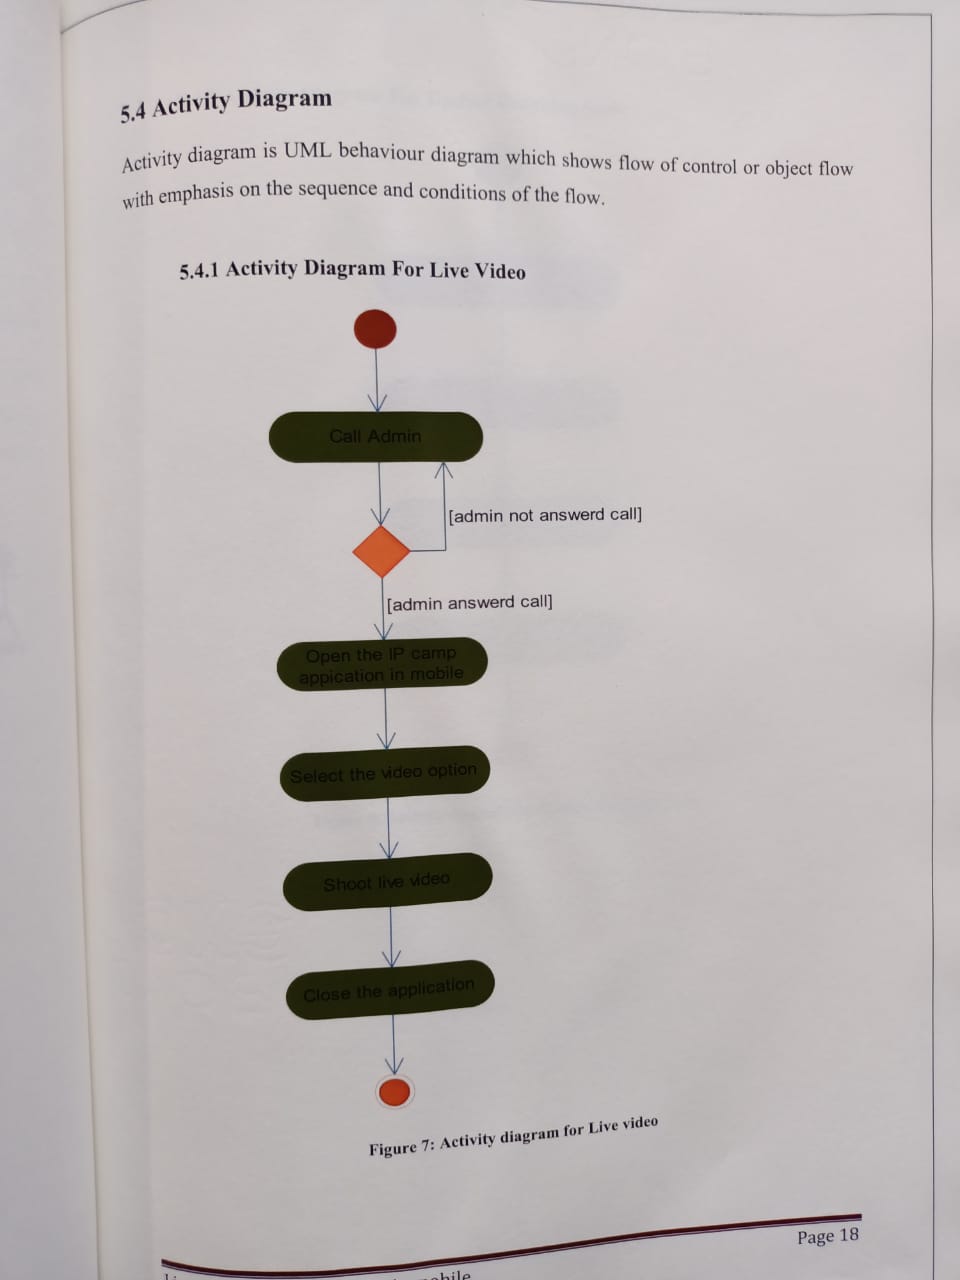 5.4 Activity Diagram
Activity diagram is UML behaviour diagram which shows flow of control or object flow
with emphasis on the sequence and conditions of the flow.
5.4.1 Activity Diagram For Live Video
Call Admin
[admin not answerd call]
[admin answerd call]
Open the IP camp
appication in mobile
Select the video option
Shoot live video
Close the application
Figure 7: Activity diagram for Live video
Page 18